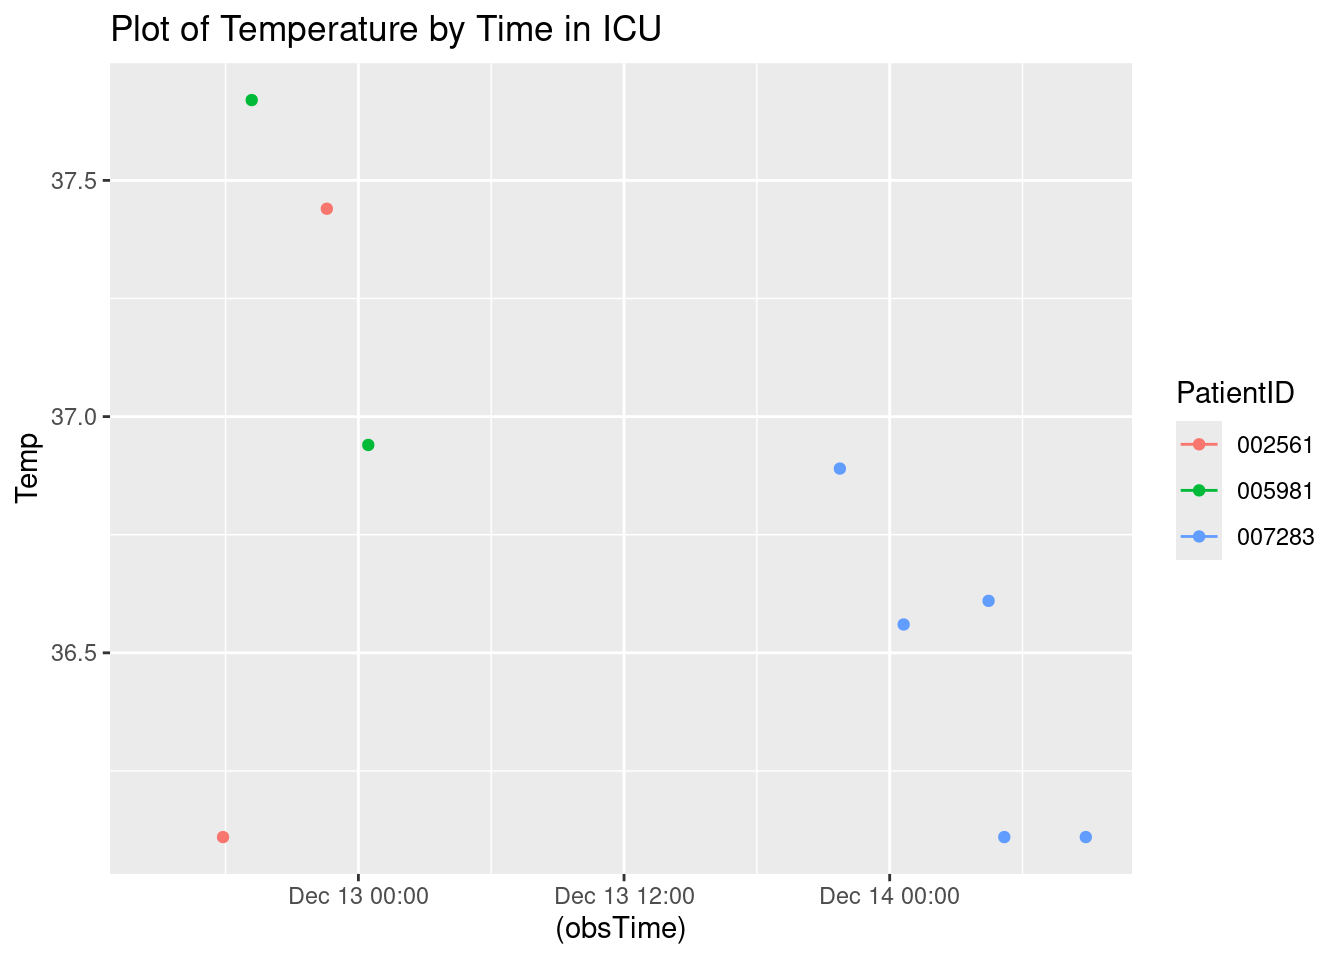 Plot of Temperature by Time in ICU
37.5
37.0
36.5
Temp
Dec 13 00:00
Dec 13 12:00
Dec 14 00:00
(obsTime)
PatientID
002561
005981
007283